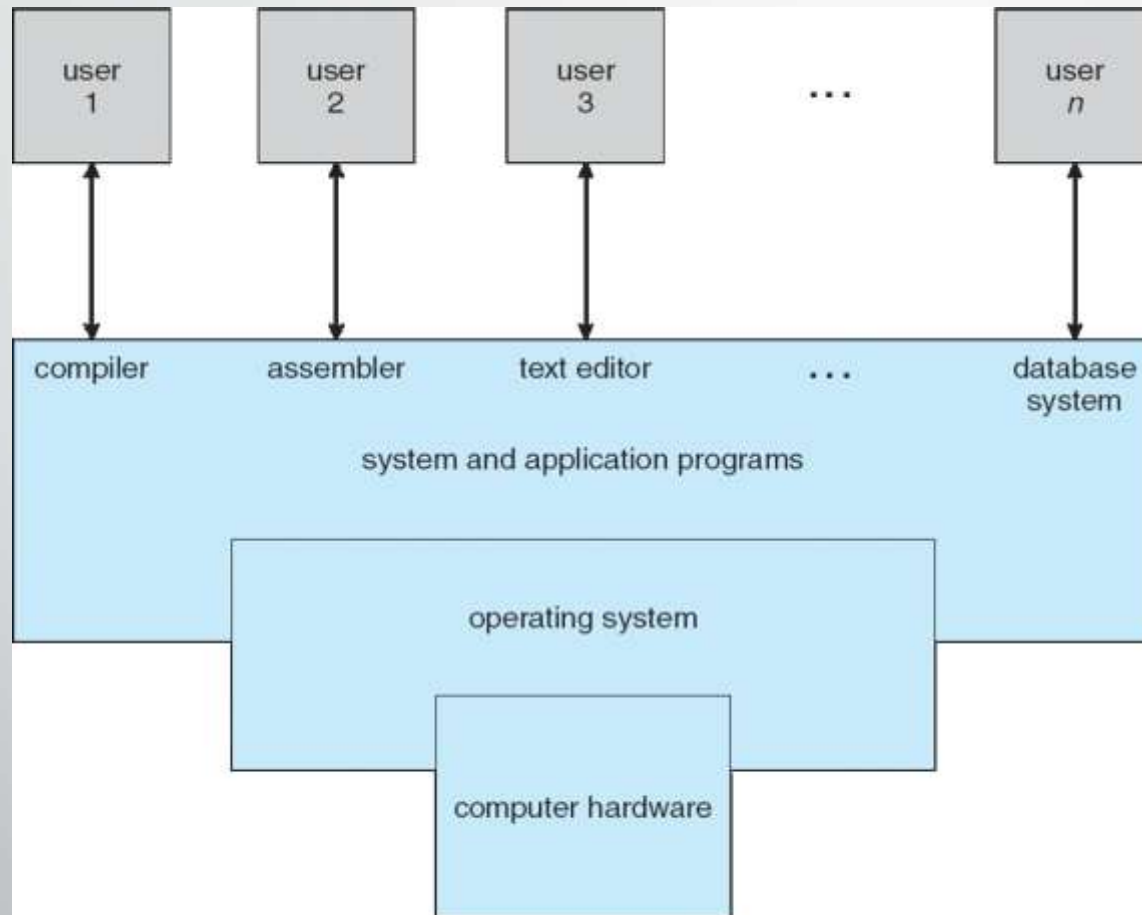 user
1
user
2
user
3
...
user
n
compiler
assembler
text editor
...
database
system
system and application programs
operating system
computer hardware